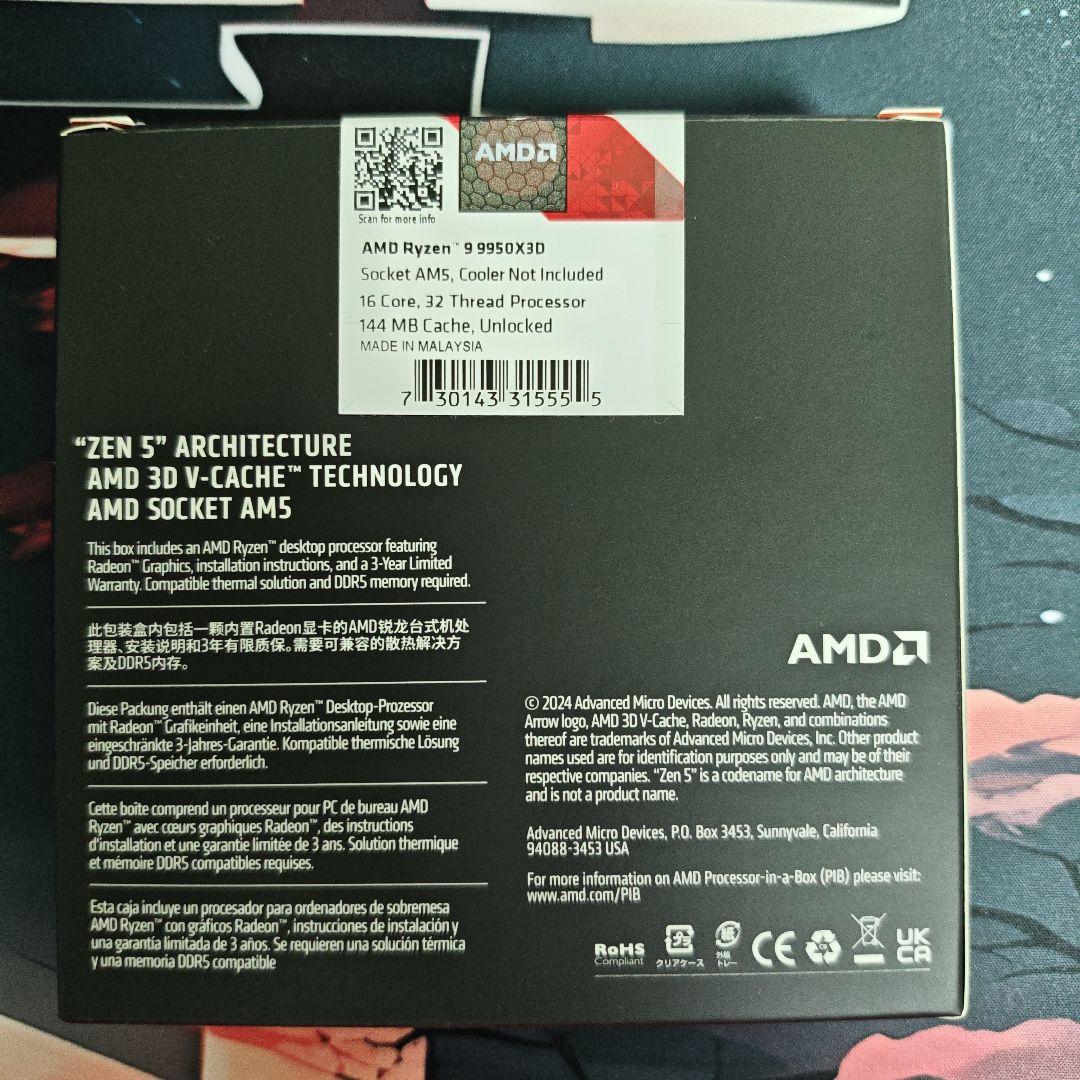 AMD
Scan for more info
AMD Ryzen™ 9 9950X3D
Socket AM5, Cooler Not Included
16 Core, 32 Thread Processor
144 MB Cache, Unlocked
MADE IN MALAYSIA
7 30143 31555 5
“ZEN 5” ARCHITECTURE
AMD 3D V-CACHE™ TECHNOLOGY
AMD SOCKET AM5
This box includes an AMD Ryzen™ desktop processor featuring
Radeon™ Graphics, installation instructions, and a 3-Year Limited
Warranty. Compatible thermal solution and DDR5 memory required.
此包装盒内包括一颗内置Radeon显卡的AMD锐龙台式机处
理器、安装说明和3年有限质保。需要可兼容的散热解决方
案及DDR5内存。
Diese Packung enthält einen AMD Ryzen™ Desktop-Prozessor
mit Radeon™ Grafikeinheit, eine Installationsanleitung sowie eine
eingeschränkte 3-Jahres-Garantie. Kompatible thermische Lösung
und DDR5-Speicher erforderlich.
Cette boîte comprend un processeur pour PC de bureau AMD
Ryzen™ avec cœurs graphiques Radeon™, des instructions
d'installation et une garantie limitée de 3 ans. Solution thermique
et mémoire DDR5 compatibles requises.
Esta caja incluye un procesador para ordenadores de sobremesa
AMD Ryzen™ con gráficos Radeon™, instrucciones de instalación y
una garantía limitada de 3 años. Se requieren una solución térmica
y una memoria DDR5 compatible
AMD
© 2024 Advanced Micro Devices. All rights reserved. AMD, the AMD
Arrow logo, AMD 3D V-Cache, Radeon, Ryzen, and combinations
thereof are trademarks of Advanced Micro Devices, Inc. Other product
names used are for identification purposes only and may be of their
respective companies. “Zen 5” is a codename for AMD architecture
and is not a product name.
Advanced Micro Devices, P.O. Box 3453, Sunnyvale, California
94088-3453 USA
For more information on AMD Processor-in-a-Box (PIB) please visit:
www.amd.com/PIB
RoHS
Compliant
プラ
クリアケース
紙
外箱
トレー
CE
UK
CA